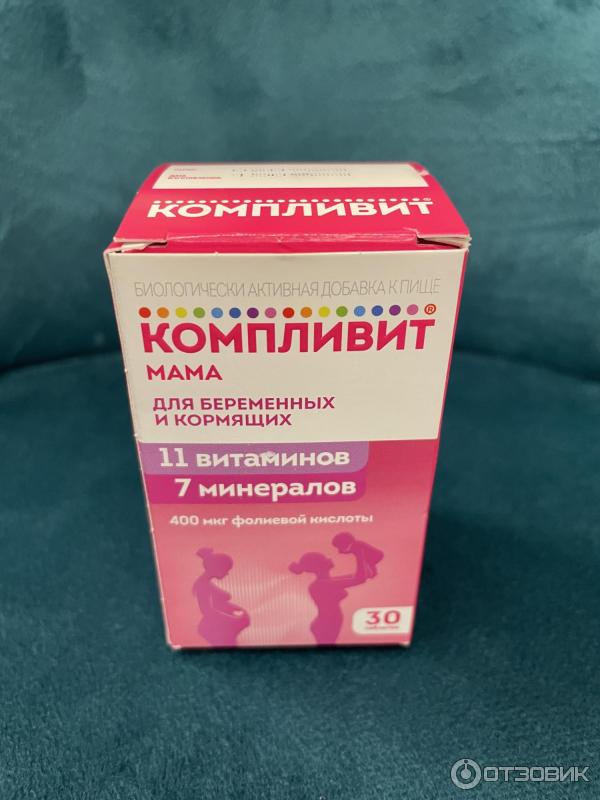 КОМПЛИВИТ
БИОЛОГИЧЕСКИ АКТИВНАЯ ДОБАВКА К ПИЩЕ
КОМПЛИВИТ®
МАМА
ДЛЯ БЕРЕМЕННЫХ
И КОРМЯЩИХ
11 витаминов
7 минералов
400 мкг фолиевой кислоты
30
таблеток
ОТЗОВИК